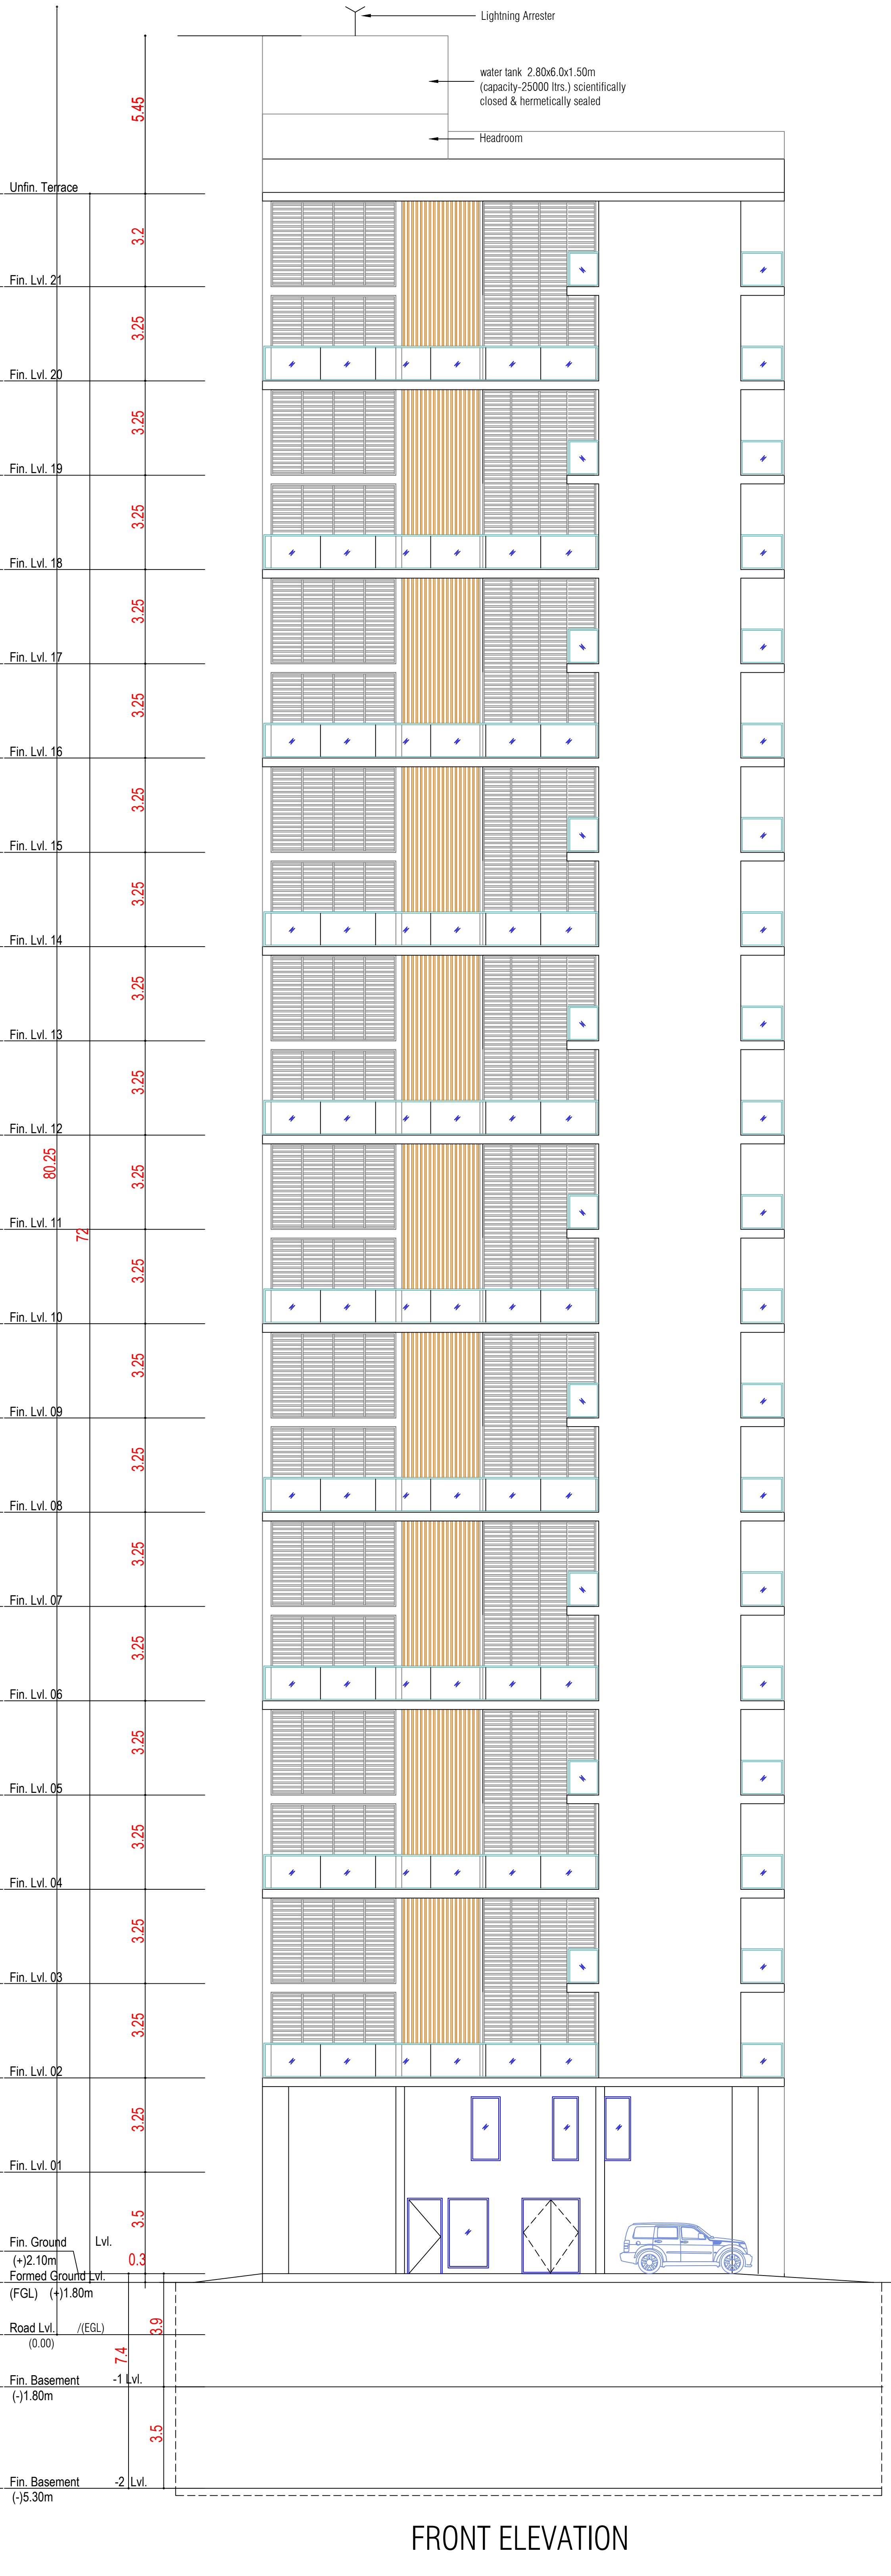 Lightning Arrester
water tank 2.80x6.0x1.50m
(capacity-25000 ltrs.) scientifically
closed & hermetically sealed
5.45
Headroom
Unfin. Terrace
3.2
Fin. Lvl. 21
3.25
Fin. Lvl. 20
3.25
Fin. Lvl. 19
3.25
Fin. Lvl. 18
3.25
Fin. Lvl. 17
3.25
Fin. Lvl. 16
3.25
Fin. Lvl. 15
3.25
Fin. Lvl. 14
3.25
Fin. Lvl. 13
3.25
Fin. Lvl. 12
80.25
3.25
Fin. Lvl. 11
72
3.25
Fin. Lvl. 10
3.25
Fin. Lvl. 09
3.25
Fin. Lvl. 08
3.25
Fin. Lvl. 07
3.25
Fin. Lvl. 06
3.25
Fin. Lvl. 05
3.25
Fin. Lvl. 04
3.25
Fin. Lvl. 03
3.25
Fin. Lvl. 02
3.25
Fin. Lvl. 01
3.5
Fin. Ground Lvl.
(+)2.10m
0.3
Formed Ground Lvl.
(FGL) (+)1.80m
3.9
Road Lvl. /(EGL)
(0.00)
7.4
Fin. Basement -1 Lvl.
(-)1.80m
3.5
Fin. Basement -2 Lvl.
(-)5.30m
FRONT ELEVATION